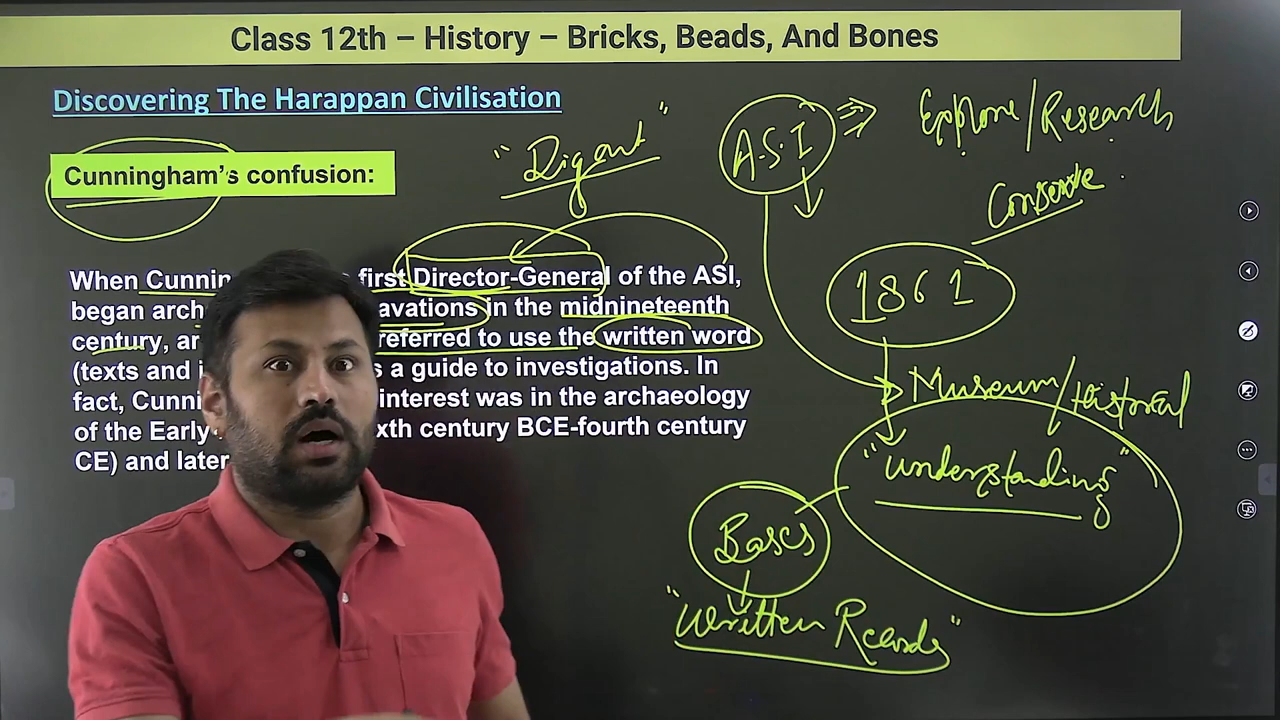 Class 12th – History – Bricks, Beads, And Bones
Discovering The Harappan Civilisation
Cunningham's confusion:
"Digant"
A.S.I
Explore/Research
Conserve
1861
When Cunnin first Director-General of the ASI,
began arch avations in the midnineteenth
century, ar referred to use the written word
(texts and i s a guide to investigations. In
fact, Cunni interest was in the archaeology
of the Early xth century BCE-fourth century
CE) and later
Museum/Historical
"understanding"
Bases
"Written Records"